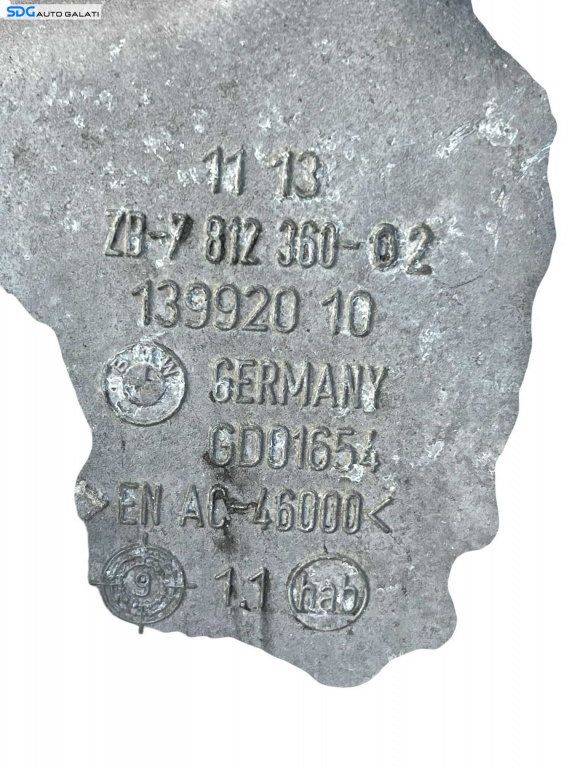 SDG AUTO GALATI
11 13
ZB-7 812 360-02
139920 10
BMW GERMANY
GD01654
>EN AC-46000<
9 1.1 hab